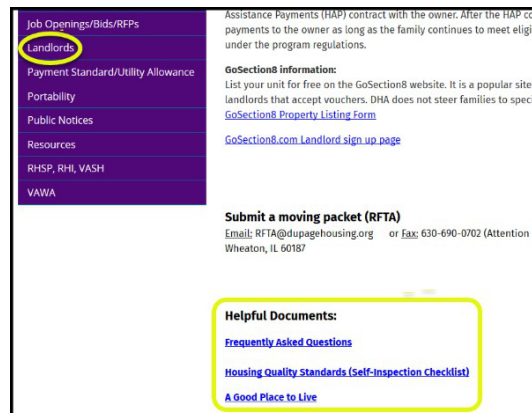 Job Openings/Bids/RFPs
Landlords
Payment Standard/Utility Allowance
Portability
Public Notices
Resources
RHSP, RHI, VASH
VAWA
Assistance Payments (HAP) contract with the owner. After the HAP
payments to the owner as long as the family continues to meet
under the program regulations.
GoSection8 information:
List your unit for free on the GoSection8 website. It is a popular site
landlords that accept vouchers. DHA does not steer families to
GoSection8 Property Listing Form
GoSection8.com Landlord sign up page
Submit a moving packet (RFTA)
Email: RFTA@dupagehousing.org or Fax: 630-690-0702 (Attention
Wheaton, IL 60187
Helpful Documents:
Frequently Asked Questions
Housing Quality Standards (Self-Inspection Checklist)
A Good Place to Live